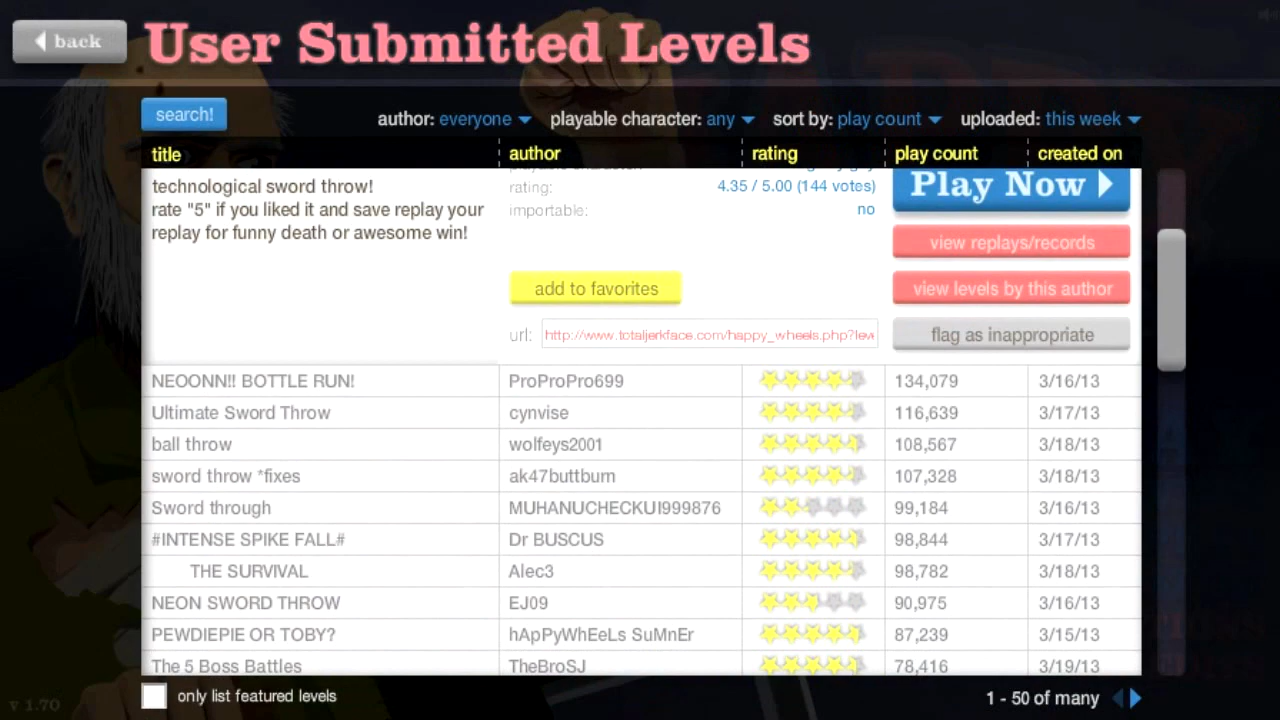 back
User Submitted Levels
search!
author: everyone playable character: any sort by: play count uploaded: this week
title author rating play count created on
technological sword throw!
rate "5" if you liked it and save replay your
replay for funny death or awesome win!
rating: 4.35 / 5.00 (144 votes)
importable: no
Play Now
view replays/records
add to favorites
view levels by this author
url: http://www.totaljerkface.com/happy_wheels.php?lev
flag as inappropriate
NEOONN!! BOTTLE RUN! ProProPro699 134,079 3/16/13
Ultimate Sword Throw cynvise 116,639 3/17/13
ball throw wolfeys2001 108,567 3/18/13
sword throw *fixes ak47buttburn 107,328 3/18/13
Sword through MUHANUCHECKUI999876 99,184 3/16/13
#INTENSE SPIKE FALL# Dr BUSCUS 98,844 3/17/13
THE SURVIVAL Alec3 98,782 3/18/13
NEON SWORD THROW EJ09 90,975 3/16/13
PEWDIEPIE OR TOBY? hApPyWhEeLs SuMnEr 87,239 3/15/13
The 5 Boss Battles TheBroSJ 78,416 3/19/13
only list featured levels
1 - 50 of many
v 1.70